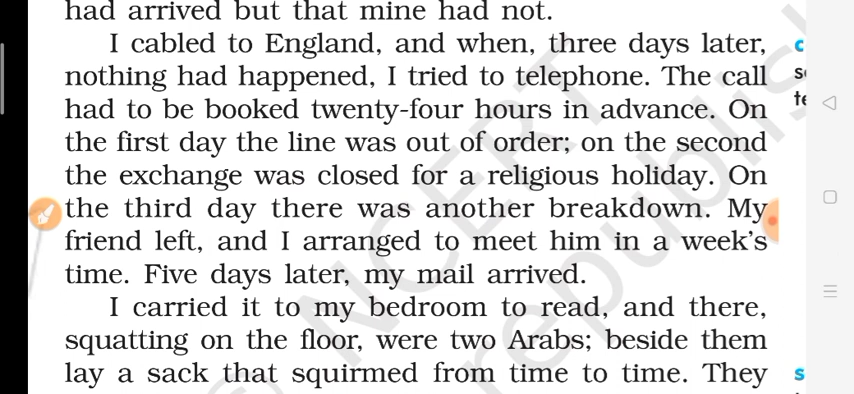 had arrived but that mine had not.
I cabled to England, and when, three days later,
nothing had happened, I tried to telephone. The call
had to be booked twenty-four hours in advance. On
the first day the line was out of order; on the second
the exchange was closed for a religious holiday. On
the third day there was another breakdown. My
friend left, and I arranged to meet him in a week's
time. Five days later, my mail arrived.
I carried it to my bedroom to read, and there,
squatting on the floor, were two Arabs; beside them
lay a sack that squirmed from time to time. They
NCERT
republis